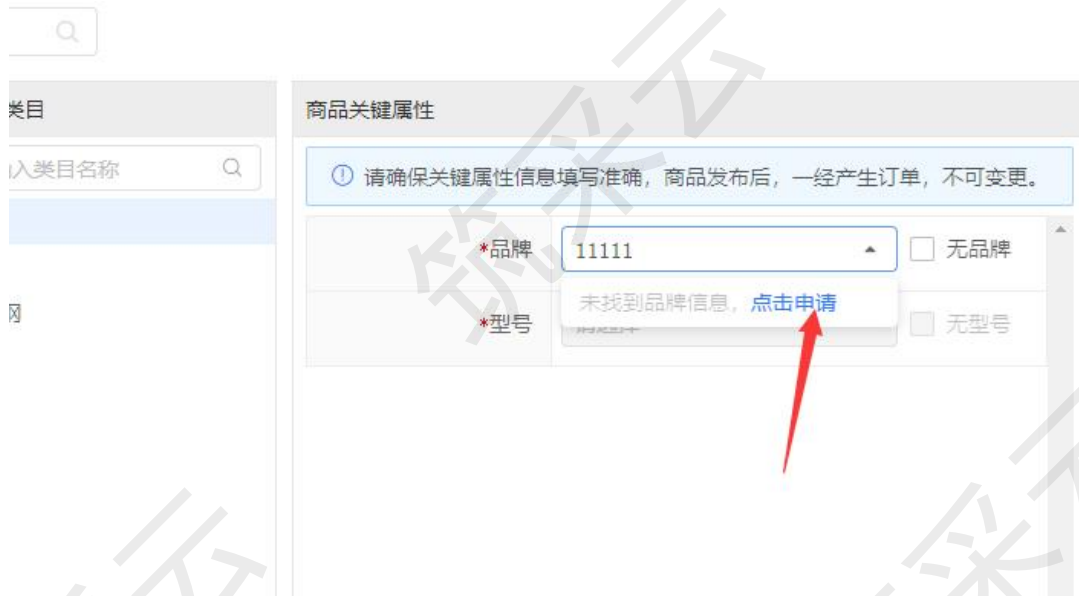 类目
商品关键属性
入类目名称
请确保关键属性信息填写准确，商品发布后，一经产生订单，不可变更。
*品牌
11111
无品牌
未找到品牌信息，点击申请
网
*型号
无型号
筑采云